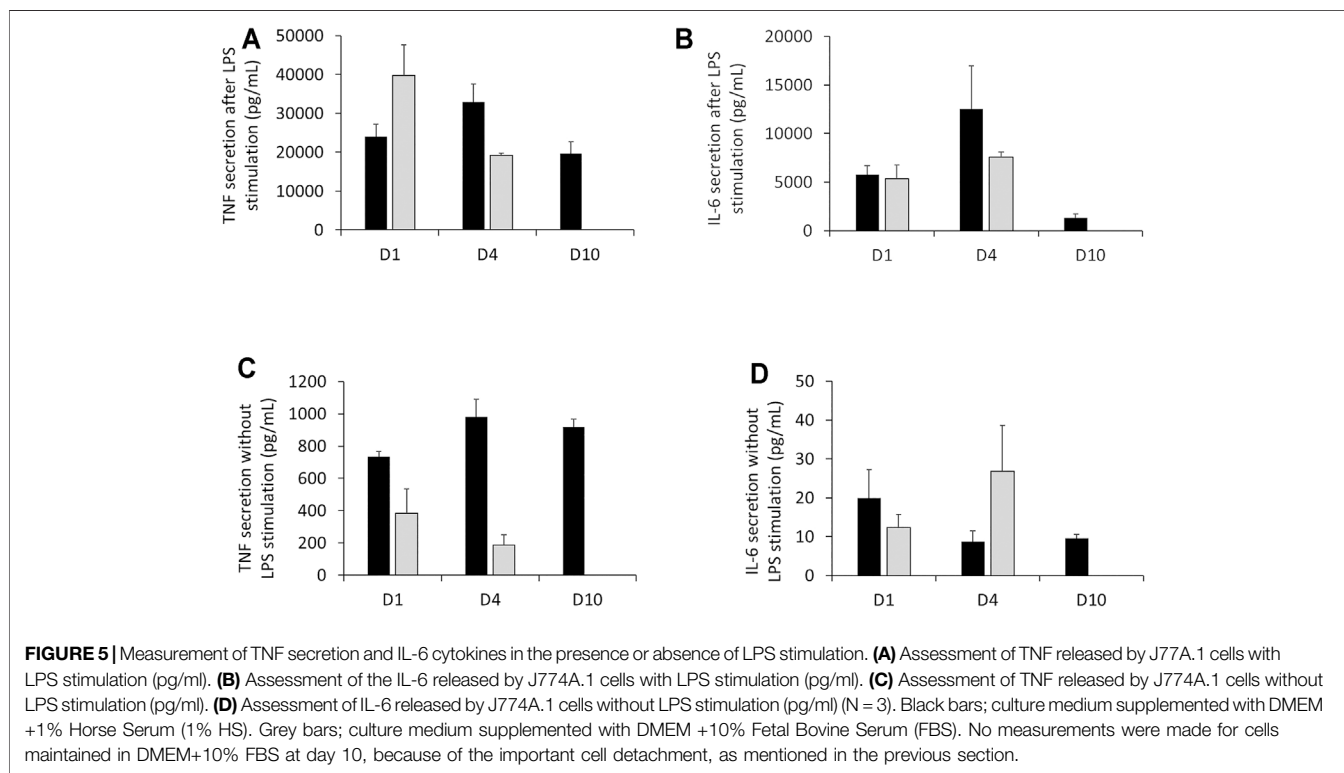 A
TNF secretion after LPS
stimulation (pg/mL)
50000
40000
30000
20000
10000
0
D1 D4 D10
B
IL-6 secretion after LPS
stimulation (pg/mL)
20000
15000
10000
5000
0
D1 D4 D10
C
TNF secretion without
LPS stimulation (pg/mL)
1200
1000
800
600
400
200
0
D1 D4 D10
D
IL-6 secretion without
LPS stimulation (pg/mL)
50
40
30
20
10
0
D1 D4 D10
FIGURE 5 | Measurement of TNF secretion and IL-6 cytokines in the presence or absence of LPS stimulation. (A) Assessment of TNF released by J77A.1 cells with
LPS stimulation (pg/ml). (B) Assessment of the IL-6 released by J774A.1 cells with LPS stimulation (pg/ml). (C) Assessment of TNF released by J774A.1 cells without
LPS stimulation (pg/ml). (D) Assessment of IL-6 released by J774A.1 cells without LPS stimulation (pg/ml) (N = 3). Black bars; culture medium supplemented with DMEM
+1% Horse Serum (1% HS). Grey bars; culture medium supplemented with DMEM +10% Fetal Bovine Serum (FBS). No measurements were made for cells
maintained in DMEM+10% FBS at day 10, because of the important cell detachment, as mentioned in the previous section.